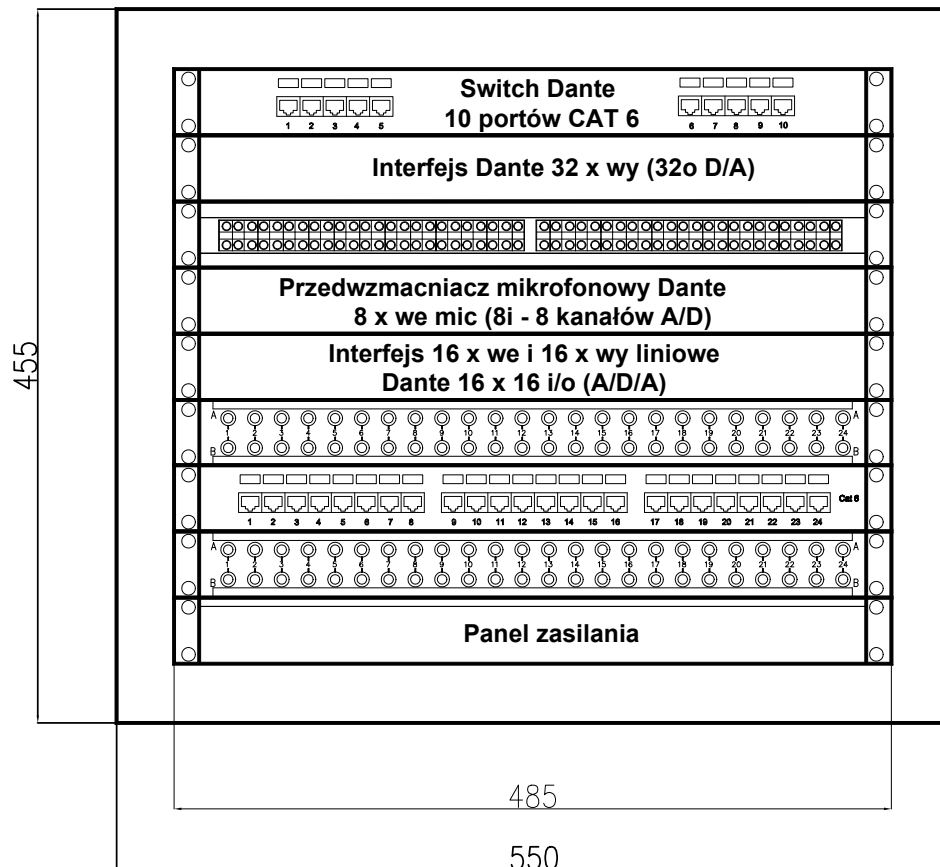 Switch Dante
10 portów CAT 6
1 2 3 4 5
6 7 8 9 10
Interfejs Dante 32 x wy (32o D/A)
Przedwzmacniacz mikrofonowy Dante
8 x we mic (8i - 8 kanałów A/D)
Interfejs 16 x we i 16 x wy liniowe
Dante 16 x 16 i/o (A/D/A)
A A
1 2 3 4 5 6 7 8 9 10 11 12 13 14 15 16 17 18 19 20 21 22 23 24
B B
Cat 6
1 2 3 4 5 6 7 8 9 10 11 12 13 14 15 16 17 18 19 20 21 22 23 24
A A
1 2 3 4 5 6 7 8 9 10 11 12 13 14 15 16 17 18 19 20 21 22 23 24
B B
Panel zasilania
455
485
550